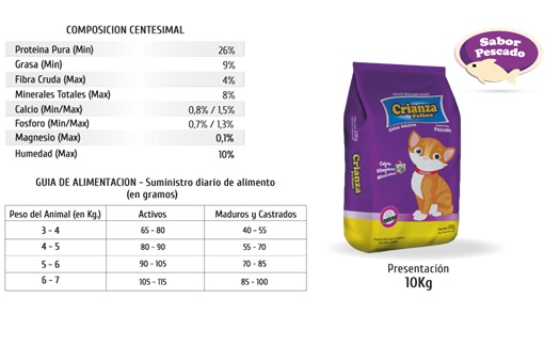 COMPOSICION CENTESIMAL
Proteina Pura (Min) 26%
Grasa (Min) 9%
Fibra Cruda (Max) 4%
Minerales Totales (Max) 8%
Calcio (Min/Max) 0,8% / 1,5%
Fosforo (Min/Max) 0,7% / 1,3%
Magnesio (Max) 0,1%
Humedad (Max) 10%
GUIA DE ALIMENTACION - Suministro diario de alimento
(en gramos)
Peso del Animal (en Kg.) Activos Maduros y Castrados
3 - 4 65 - 80 40 - 55
4 - 5 80 - 90 55 - 70
5 - 6 90 - 105 70 - 85
6 - 7 105 - 115 85 - 100
Sabor
Pescado
Crianza
de Felinos
Gatos Adultos
Pescado
Crianza
Presentación
10Kg